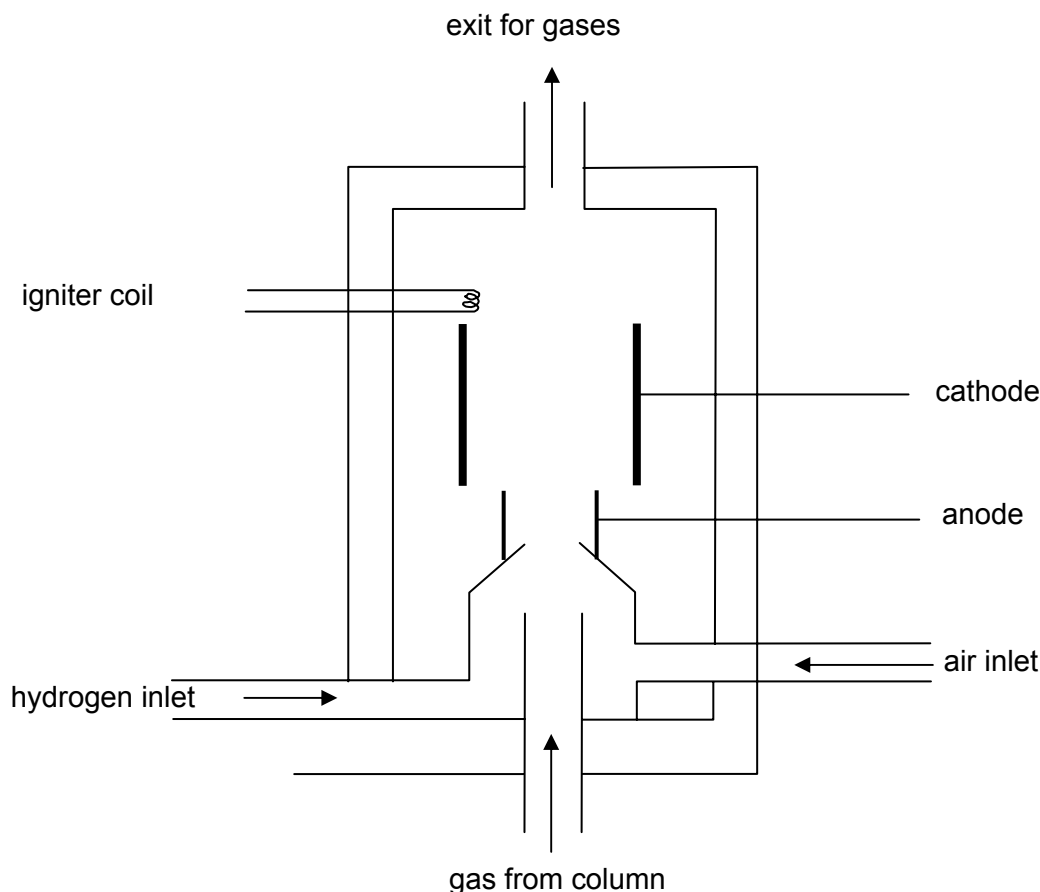 exit for gases
igniter coil
cathode
anode
air inlet
hydrogen inlet
gas from column